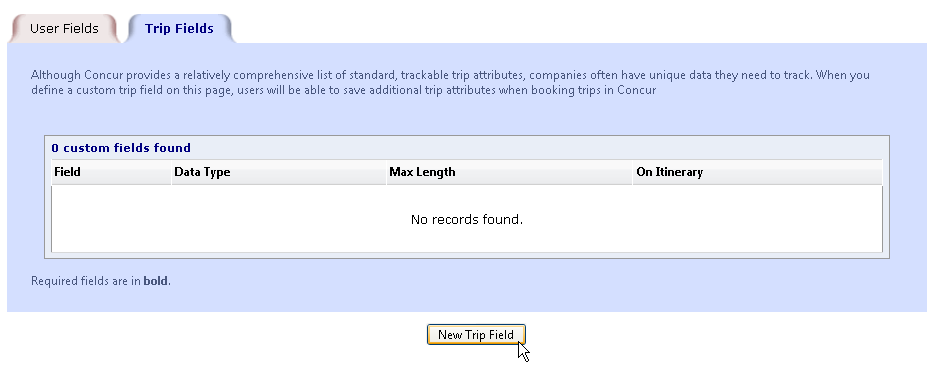 User Fields
Trip Fields
Although Concur provides a relatively comprehensive list of standard, trackable trip attributes, companies often have unique data they need to track. When you
define a custom trip field on this page, users will be able to save additional trip attributes when booking trips in Concur
0 custom fields found
Field Data Type Max Length On Itinerary
No records found.
Required fields are in bold.
New Trip Field